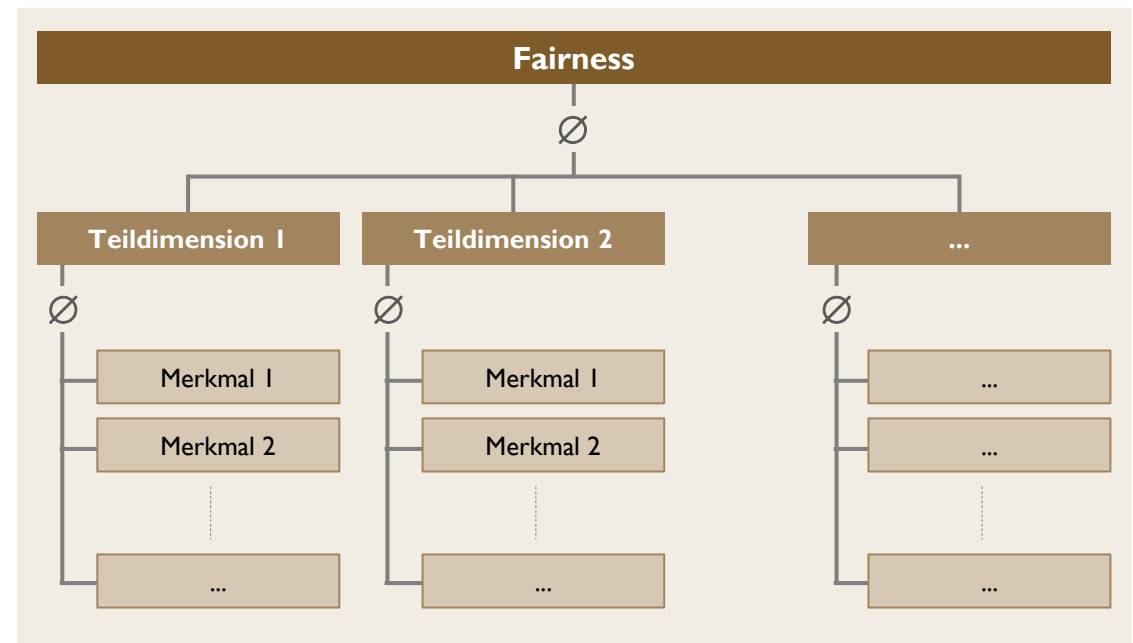 Fairness
∅
Teildimension 1
Teildimension 2
...
∅
∅
∅
Merkmal 1
Merkmal 1
...
Merkmal 2
Merkmal 2
...
...
...
...